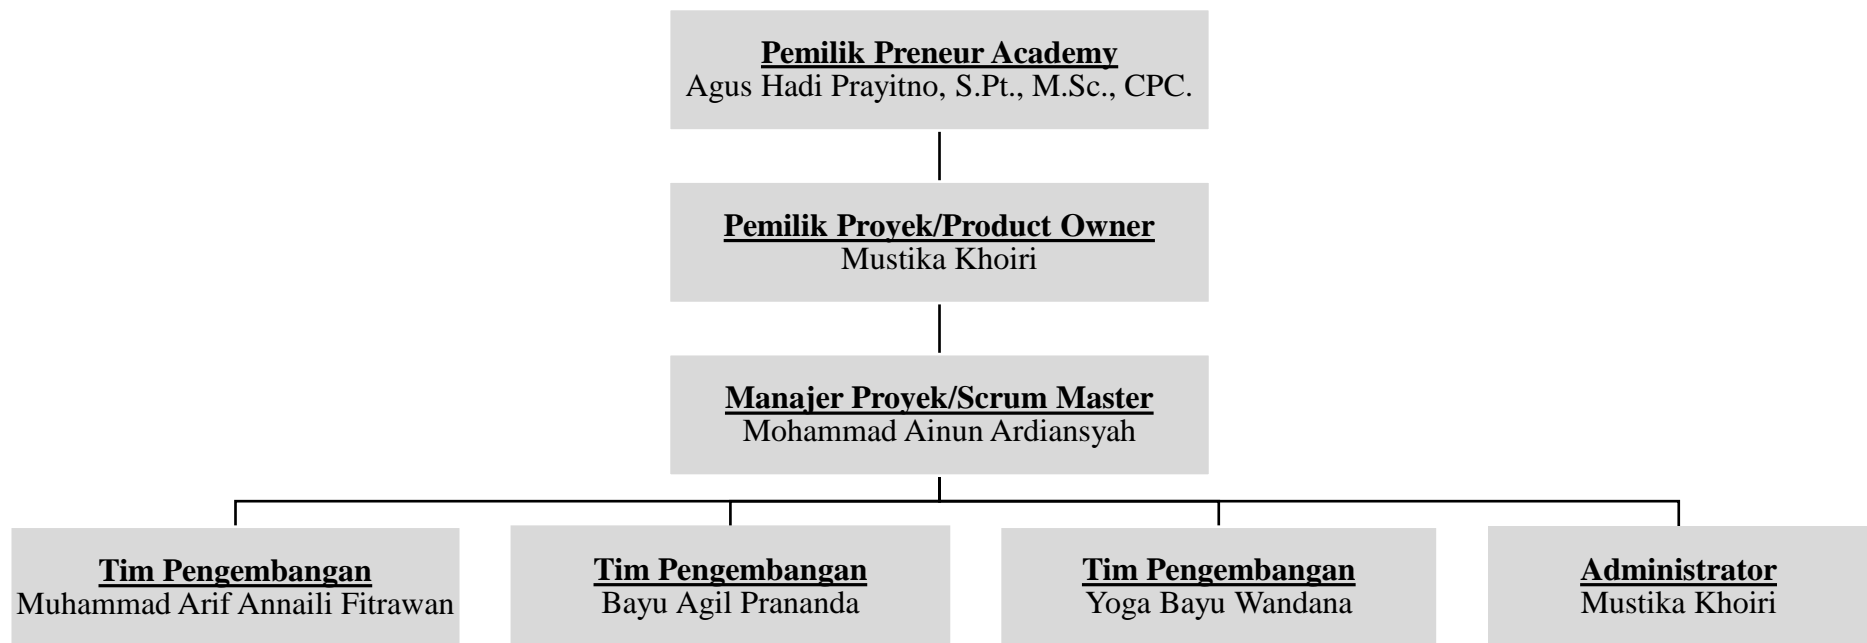 Pemilik Preneur Academy
Agus Hadi Prayitno, S.Pt., M.Sc., CPC.
Pemilik Proyek/Product Owner
Mustika Khoiri
Manajer Proyek/Scrum Master
Mohammad Ainun Ardiansyah
Tim Pengembangan
Muhammad Arif Annaili Fitrawan
Tim Pengembangan
Bayu Agil Prananda
Tim Pengembangan
Yoga Bayu Wandana
Administrator
Mustika Khoiri